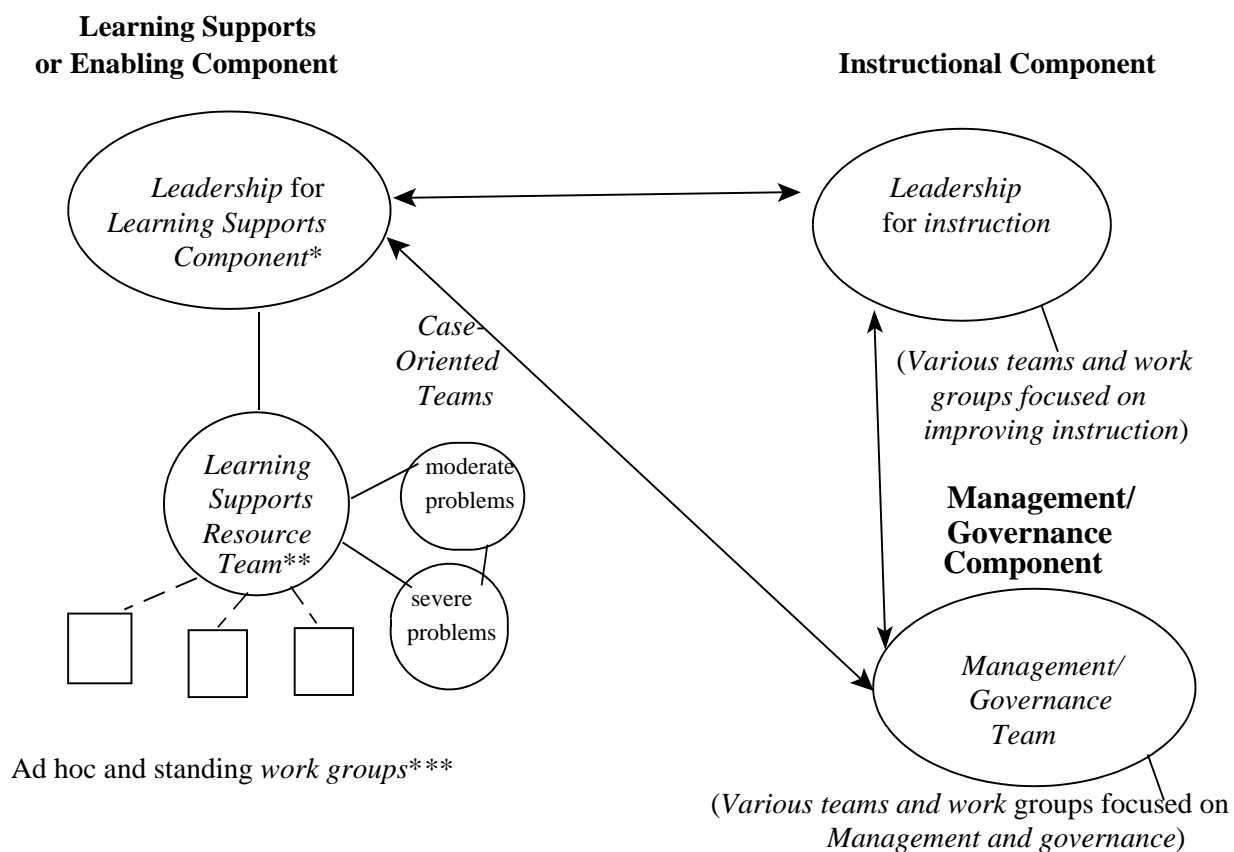 Learning Supports
or Enabling Component
Instructional Component
Leadership for
Learning Supports
Component*
Leadership
for instruction
Case-
Oriented
Teams
(Various teams and work
groups focused on
improving instruction)
Learning
Supports
Resource
Team**
moderate
problems
severe
problems
Management/
Governance
Component
Management/
Governance
Team
Ad hoc and standing work groups***
(Various teams and work groups focused on
Management and governance)